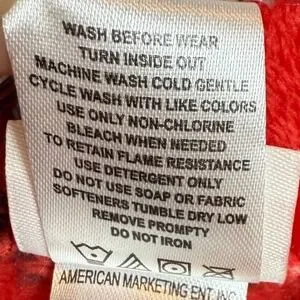 WASH BEFORE WEAR
TURN INSIDE OUT
MACHINE WASH COLD GENTLE
CYCLE WASH WITH LIKE COLORS
USE ONLY NON-CHLORINE
BLEACH WHEN NEEDED
TO RETAIN FLAME RESISTANCE
USE DETERGENT ONLY
DO NOT USE SOAP OR FABRIC
SOFTENERS TUMBLE DRY LOW
REMOVE PROMPTY
DO NOT IRON
AMERICAN MARKETING ENT. INC.